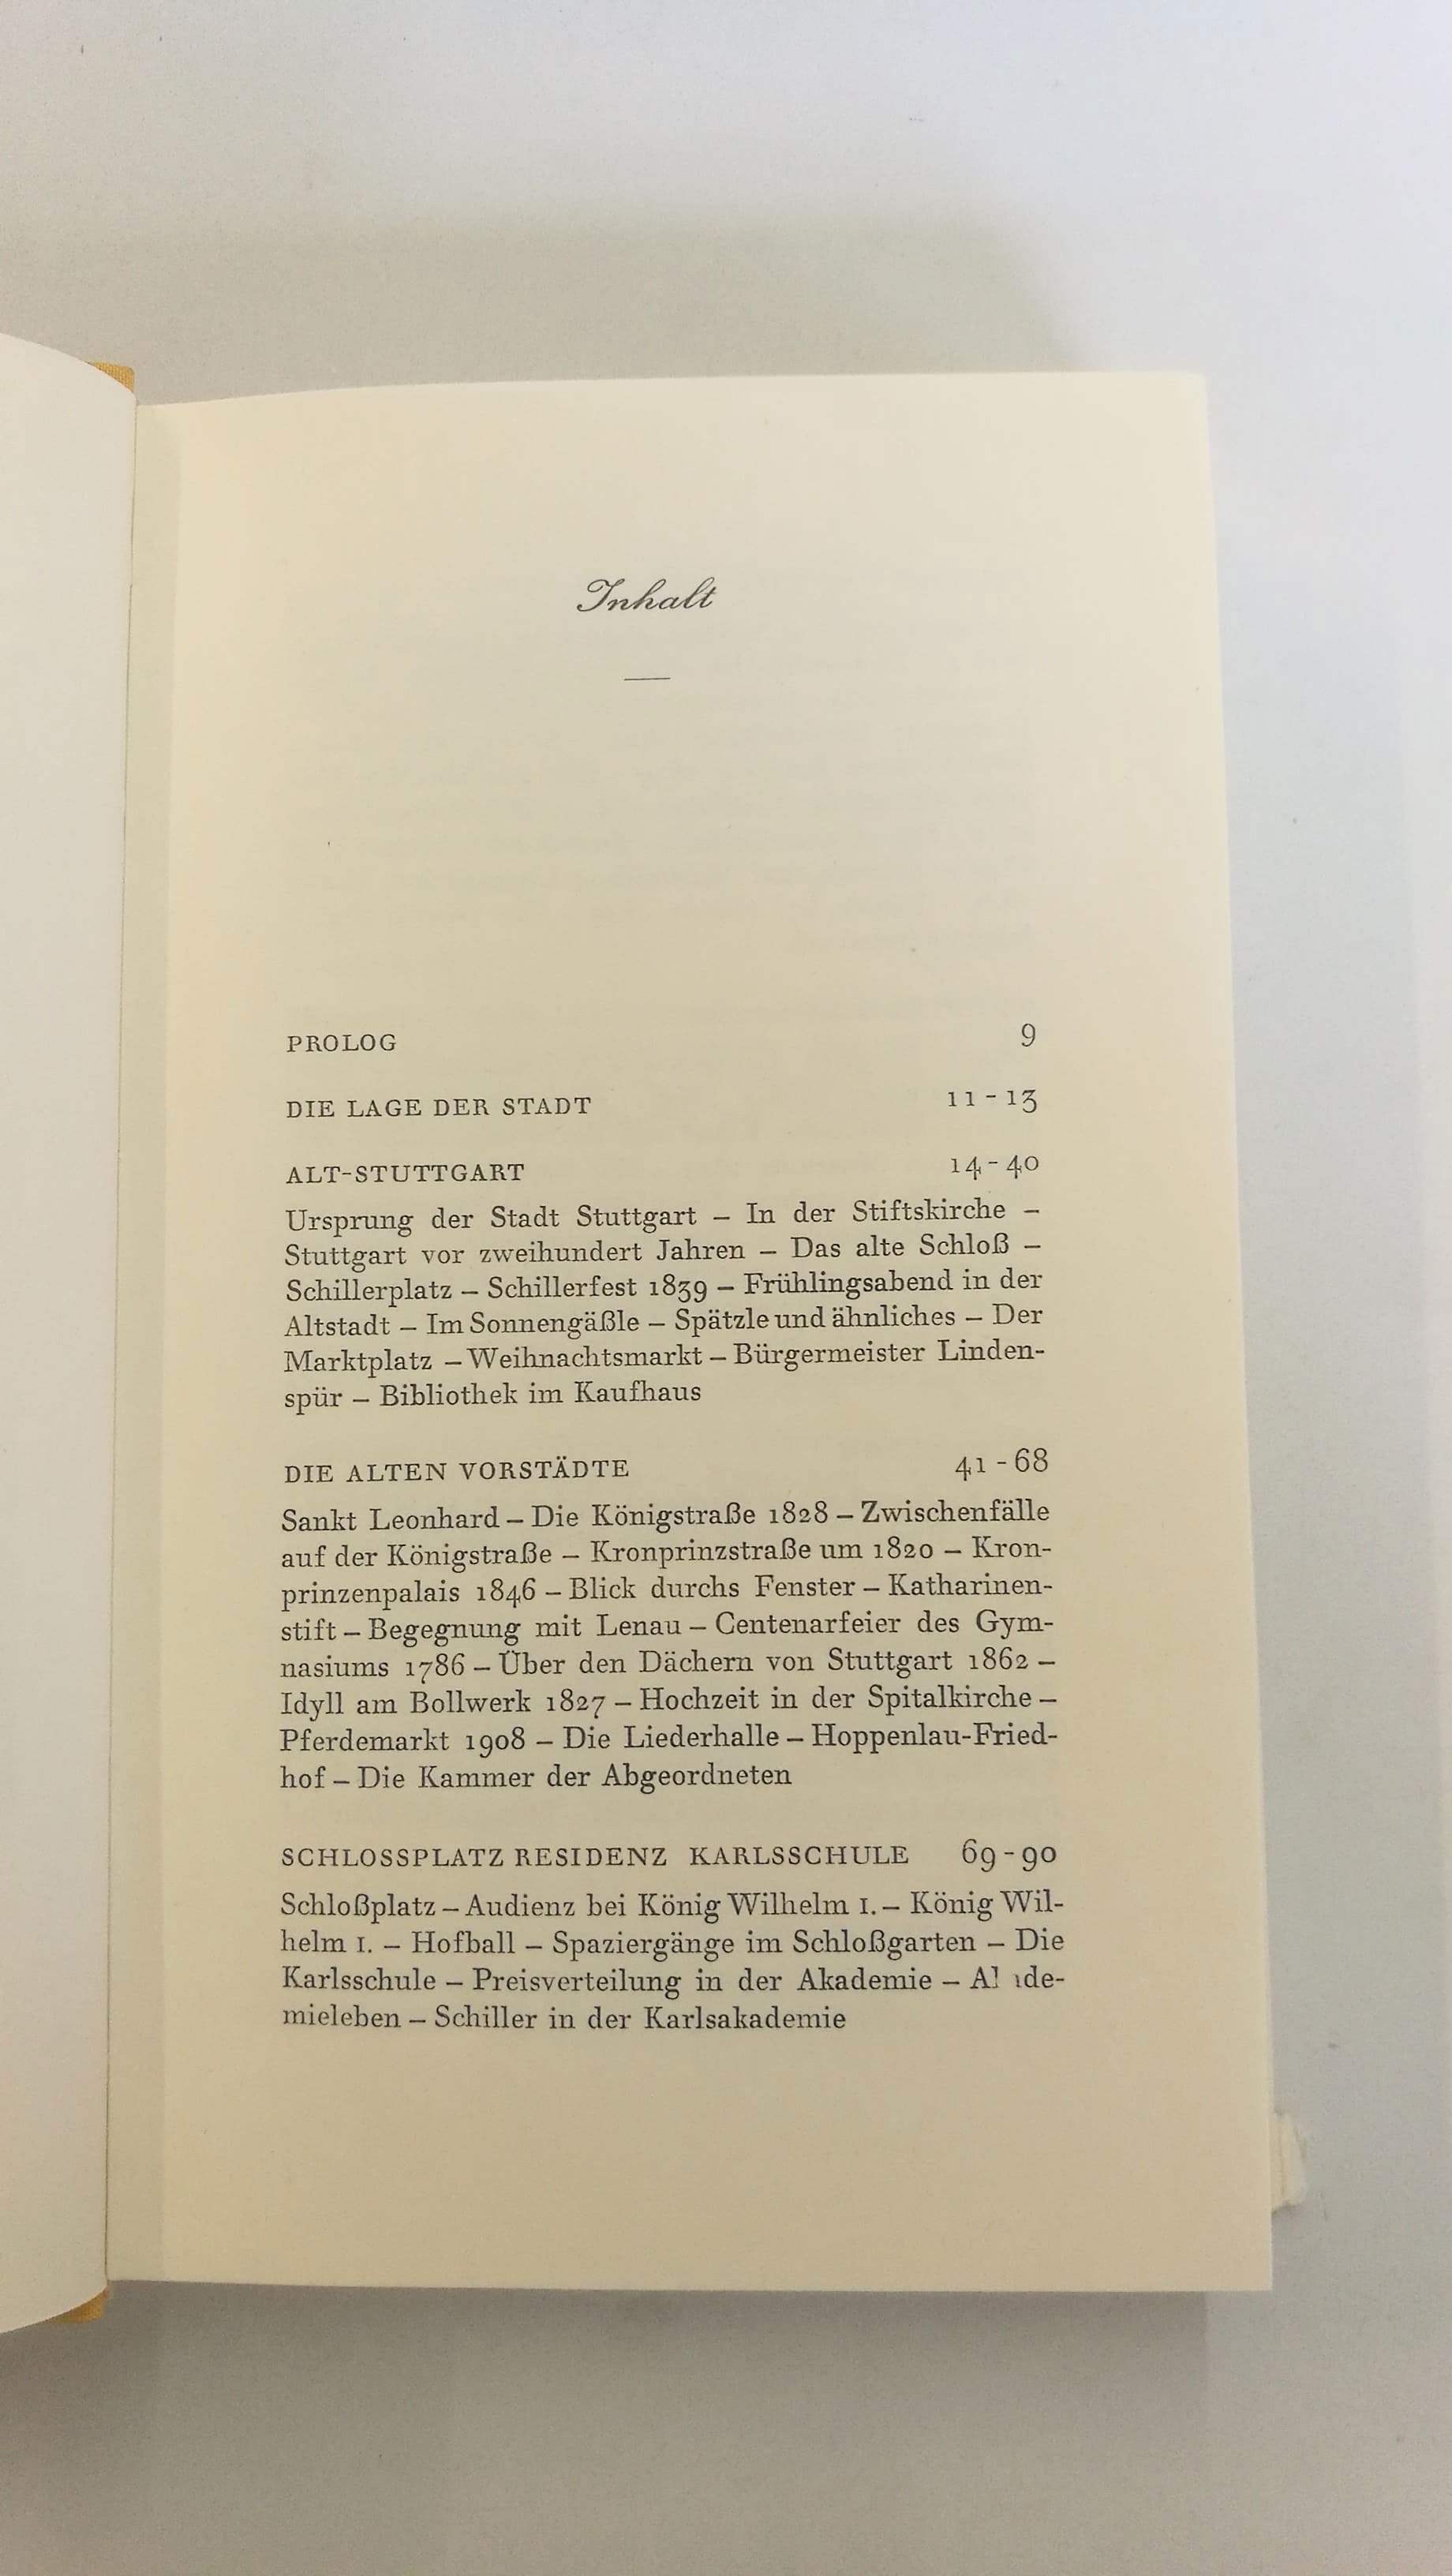 Inhalt
PROLOG 9
DIE LAGE DER STADT 11 - 13
ALT-STUTTGART 14 - 40
Ursprung der Stadt Stuttgart – In der Stiftskirche –
Stuttgart vor zweihundert Jahren – Das alte Schloß –
Schillerplatz – Schillerfest 1839 – Frühlingsabend in der
Altstadt – Im Sonnengäßle – Spätzle und ähnliches – Der
Marktplatz – Weihnachtsmarkt – Bürgermeister Linden-
spür – Bibliothek im Kaufhaus
DIE ALTEN VORSTÄDTE 41 - 68
Sankt Leonhard – Die Königstraße 1828 – Zwischenfälle
auf der Königstraße – Kronprinzstraße um 1820 – Kron-
prinzenpalais 1846 – Blick durchs Fenster – Katharinen-
stift – Begegnung mit Lenau – Centenarfeier des Gym-
nasiums 1786 – Über den Dächern von Stuttgart 1862 –
Idyll am Bollwerk 1827 – Hochzeit in der Spitalkirche –
Pferdemarkt 1908 – Die Liederhalle – Hoppenlau-Fried-
hof – Die Kammer der Abgeordneten
SCHLOSSPLATZ RESIDENZ KARLSSCHULE 69 - 90
Schloßplatz – Audienz bei König Wilhelm I. – König Wil-
helm I. – Hofball – Spaziergänge im Schloßgarten – Die
Karlsschule – Preisverteilung in der Akademie –
mieleben – Schiller in der Karlsakademie